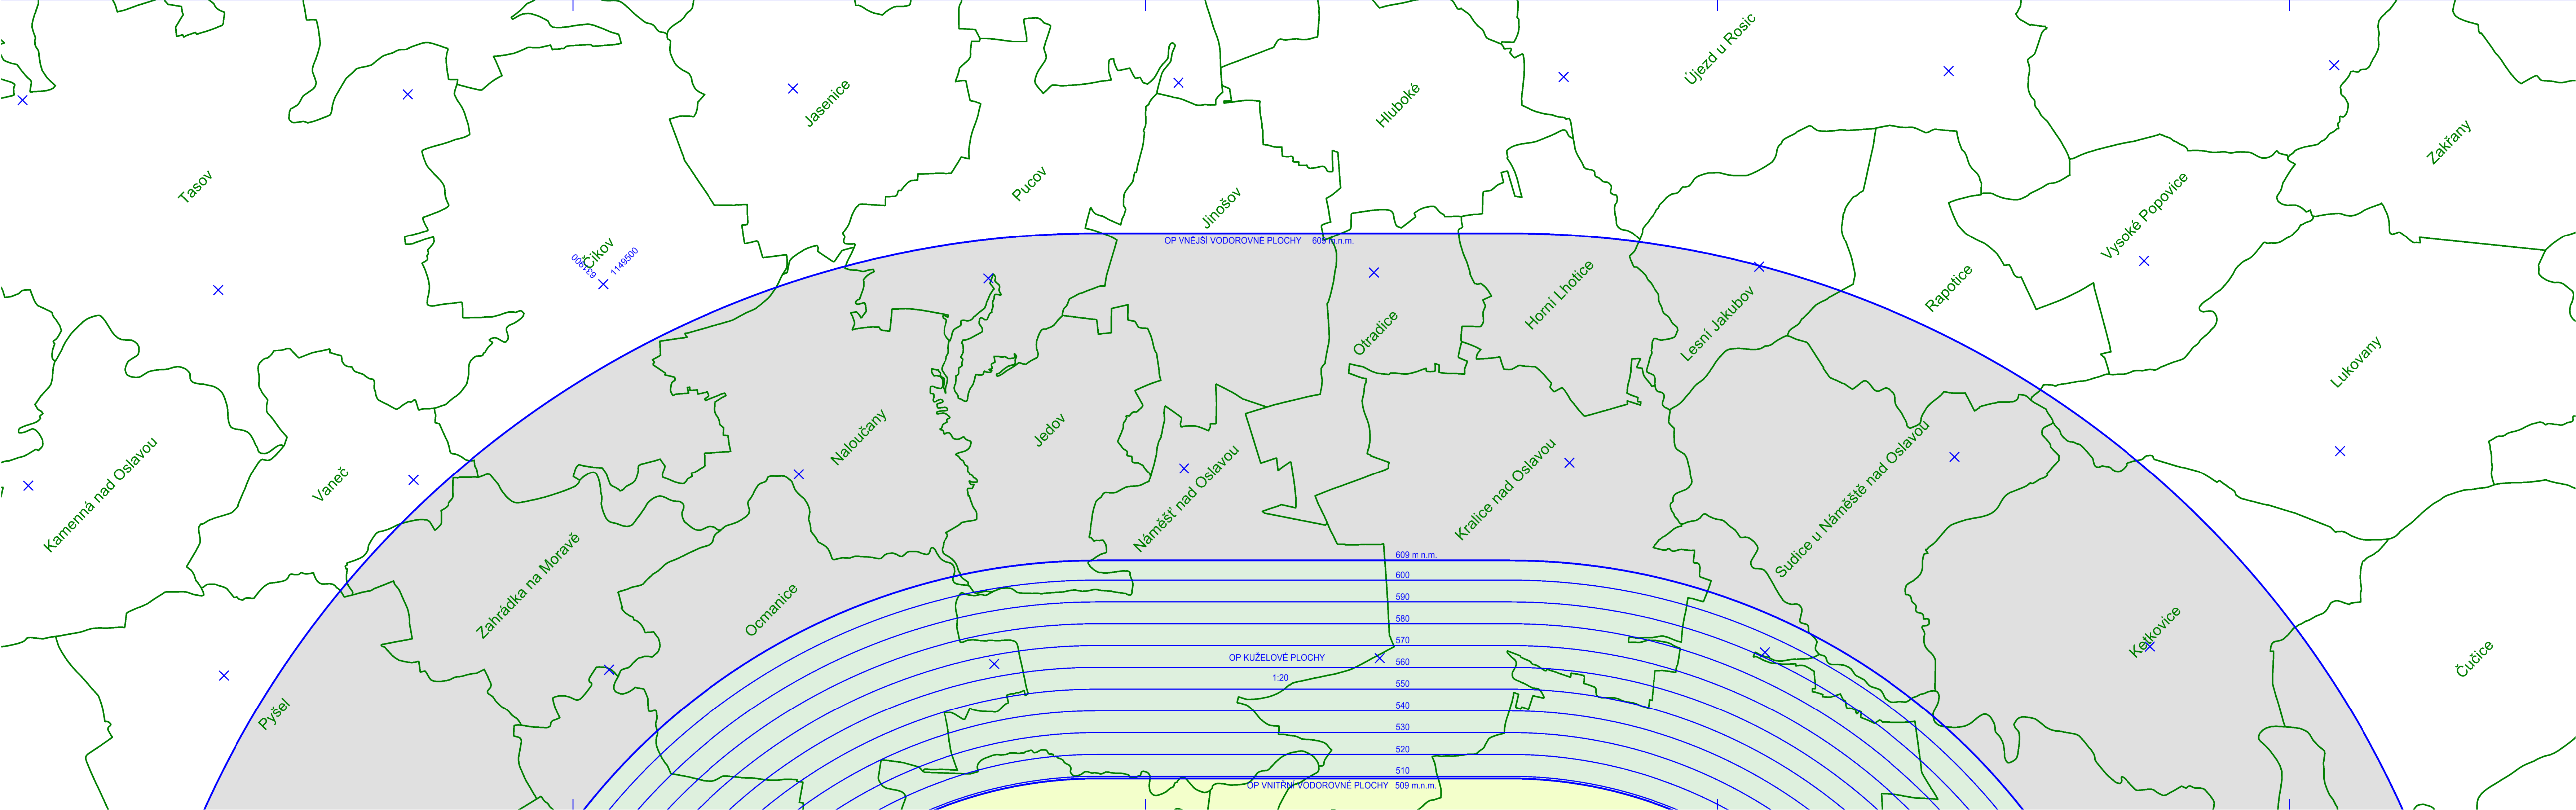 Újezd u Rosic
Jasenice
Hluboké
Zakřany
Tasov
Pucov
Jinošov
Vysoké Popovice
Čikov
631900
1149500
OP VNĚJŠÍ VODOROVNÉ PLOCHY 609 m.n.m.
Horní Lhotice
Rapotice
Otradice
Lesní Jakubov
Lukovany
Naloučany
Jedov
Kamenná nad Oslavou
Vaneč
Náměšť nad Oslavou
Kralice nad Oslavou
Sudice u Náměště nad Oslavou
Zahrádka na Moravě
Ocmanice
609 m n.m.
600
590
580
570
OP KUŽELOVÉ PLOCHY
560
1:20
550
540
530
520
510
Ketkovice
Čučice
Pyšel
OP VNITŘNÍ VODOROVNÉ PLOCHY 509 m.n.m.